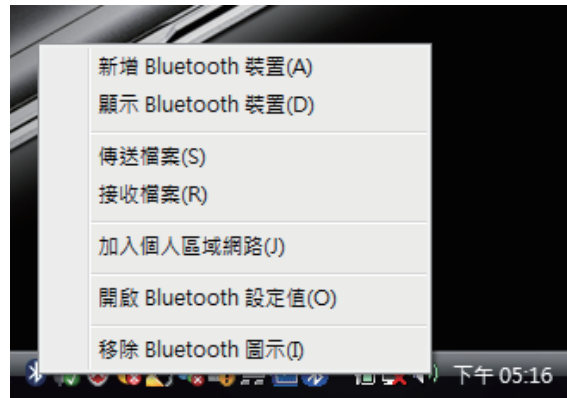 新增 Bluetooth 裝置(A)
顯示 Bluetooth 裝置(D)
傳送檔案(S)
接收檔案(R)
加入個人區域網路(J)
開啟 Bluetooth 設定值(O)
移除 Bluetooth 圖示(I)
下午 05:16